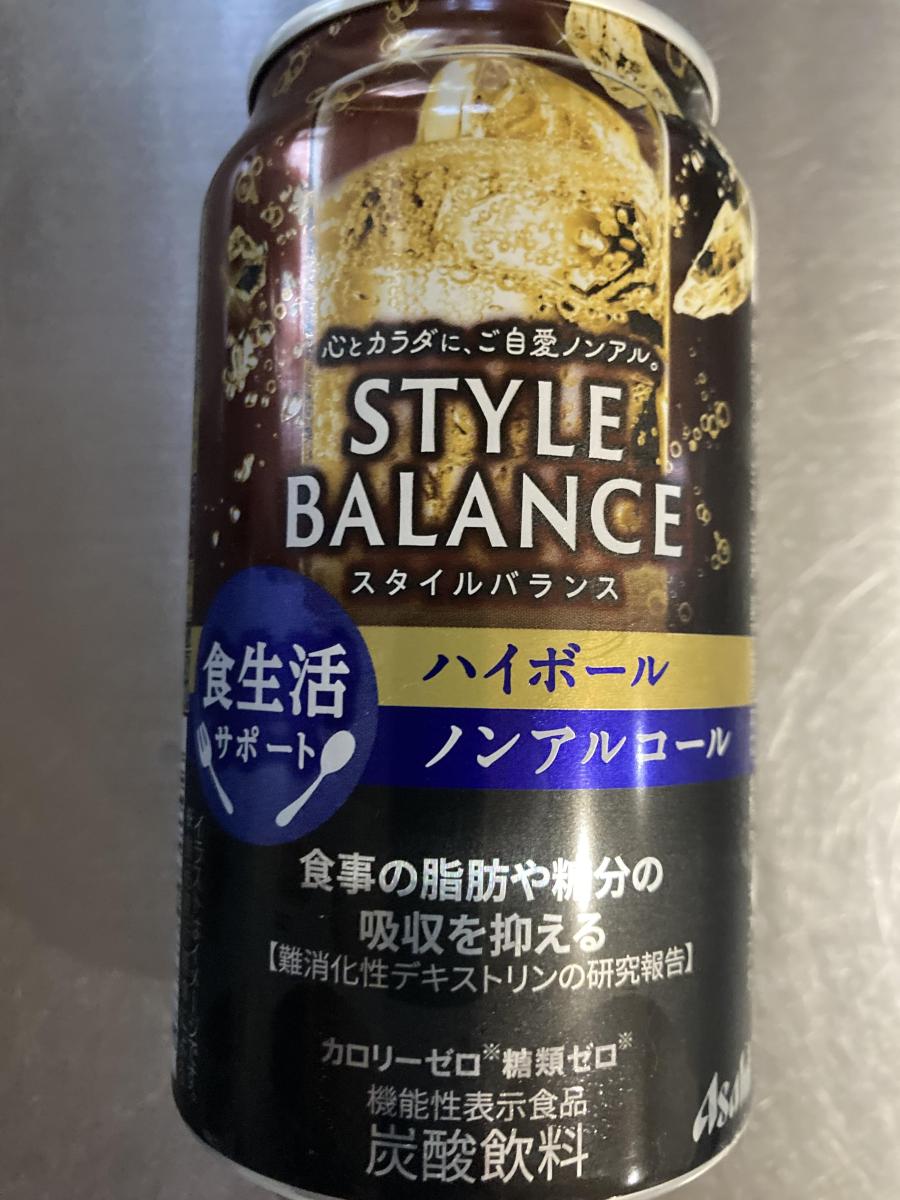 心とカラダに、ご自愛ノンアル。
STYLE
BALANCE
スタイルバランス
食生活
サポート
ハイボール
ノンアルコール
食事の脂肪や糖分の
吸収を抑える
【難消化性デキストリンの研究報告】
カロリーゼロ※糖類ゼロ※
機能性表示食品
炭酸飲料
Asahi